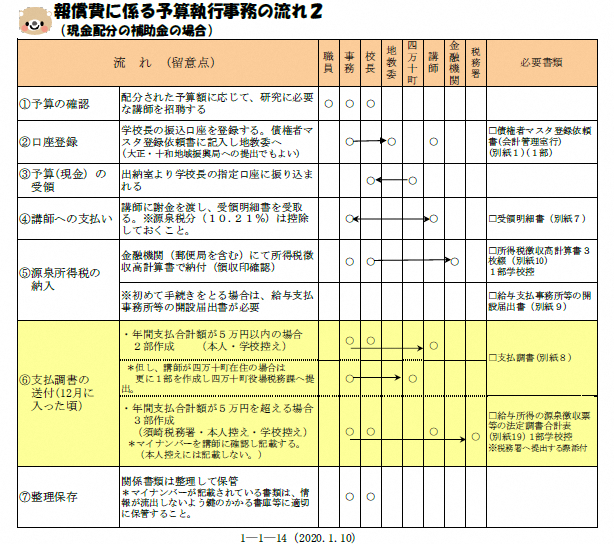 報償費に係る予算執行事務の流れ２
（現金配分の補助金の場合）
流　れ　（留意点）
職員
事務
校長
地教委
四万十町
講師
金融機関
税務署
必要書類
①予算の確認
配分された予算額に応じて、研究に必要
な講師を招聘する
○ ○ ○
②口座登録
学校長の振込口座を登録する。債権者マ
スタ登録依頼書に記入し地教委へ
（大正・十和地域振興局への提出でもよい）
○ ○ ○
□債権者マスタ登録依
頼書(会計管理室行)
(別紙１)(１部)
③予算(現金）の
受領
出納室より学校長の指定口座に振り込ま
れる
○ ○
④講師への支払い
講師に謝金を渡し、受領明細書を受取
る。※源泉税分（１０.２１％）は控除
しておくこと。
○ ○
□受領明細書（別紙７）
⑤源泉所得税の
納入
金融機関（郵便局を含む）にて所得税徴
収高計算書で納付（領収印確認）
○ ○ ○
□所得税徴収高計算書３
枚綴（別紙10）
１部学校控
※初めて手続きをとる場合は、給与支払
事務所等の開設届出書が必要
□給与支払事務所等の開
設届出書（別紙９）
⑥支払調書の
送付(12月に
入った頃)
・年間支払合計額が５万円以内の場合
２部作成　　（本人・学校控え）
○ ○ ○
□支払調書(別紙８)
＊但し、講師が四万十町在住の場合は
更に１部を作成し四万十町役場税務課へ提
出。
○ ○
・年間支払合計額が５万円を超える場合
３部作成
（須崎税務署・本人控え・学校控え）
＊マイナンバーを講師に確認し記載する。
（本人控えには記載しない。）
○ ○ ○ ○
□給与所得の源泉徴収票
等の法定調書合計表
(別紙19)１部学校控
※税務署へ提出する際添付
⑦整理保存
関係書類は整理して保管
＊マイナンバーが記載されている書類は、情
報が流出しないよう鍵のかかる書庫等に適切
に保管すること。
○ ○
1―1―14（2020.1.10）